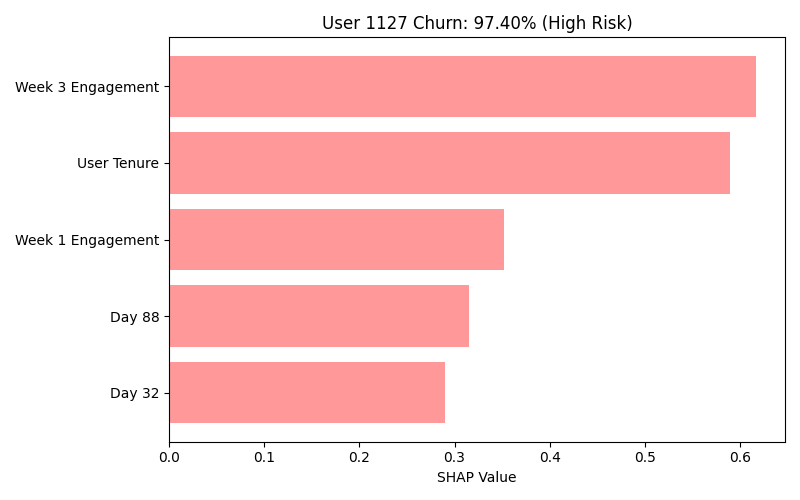 User 1127 Churn: 97.40% (High Risk)
Week 3 Engagement
User Tenure
Week 1 Engagement
Day 88
Day 32
0.0 0.1 0.2 0.3 0.4 0.5 0.6
SHAP Value